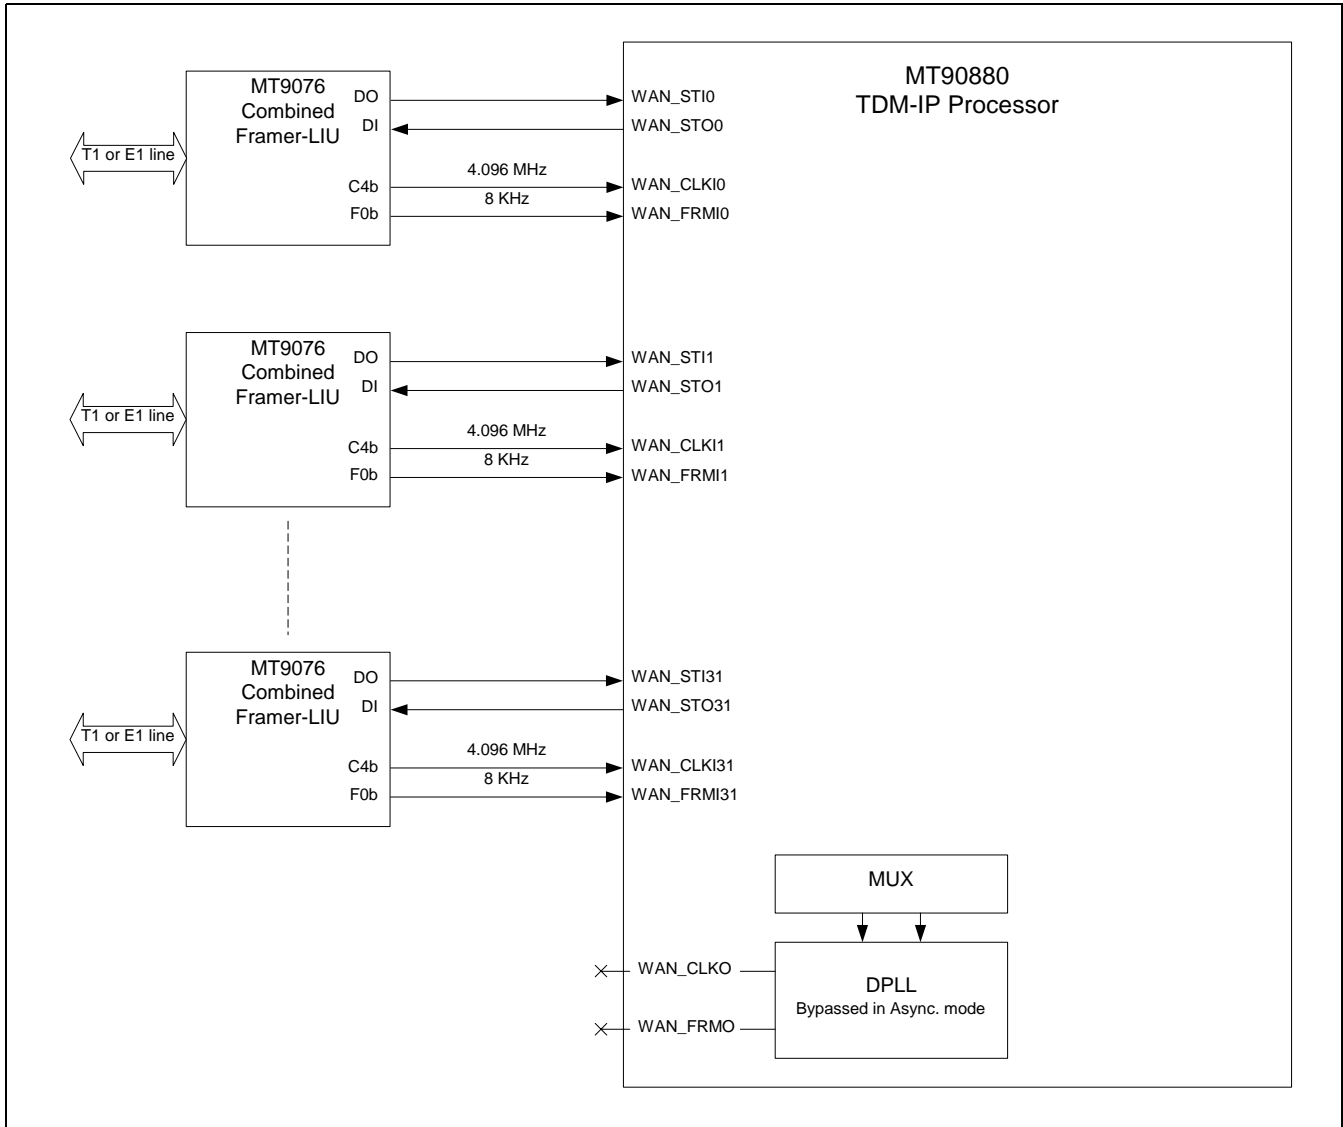 MT90880
TDM-IP Processor
MT9076
Combined
Framer-LIU
DO
DI
C4b
F0b
T1 or E1 line
4.096 MHz
8 KHz
WAN_STI0
WAN_STO0
WAN_CLKI0
WAN_FRMI0
MT9076
Combined
Framer-LIU
DO
DI
C4b
F0b
T1 or E1 line
4.096 MHz
8 KHz
WAN_STI1
WAN_STO1
WAN_CLKI1
WAN_FRMI1
MT9076
Combined
Framer-LIU
DO
DI
C4b
F0b
T1 or E1 line
4.096 MHz
8 KHz
WAN_STI31
WAN_STO31
WAN_CLKI31
WAN_FRMI31
MUX
WAN_CLKO
WAN_FRMO
DPLL
Bypassed in Async. mode